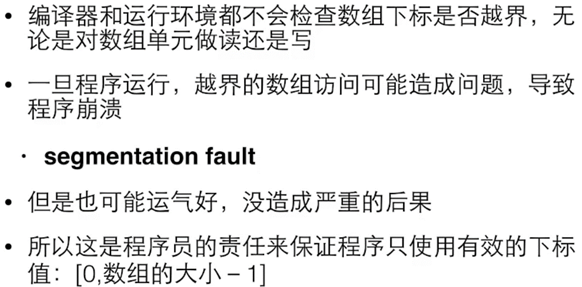 • 编译器和运行环境都不会检查数组下标是否越界，无
论是对数组单元做读还是写
• 一旦程序运行，越界的数组访问可能造成问题，导致
程序崩溃
• segmentation fault
• 但是也可能运气好，没造成严重的后果
• 所以这是程序员的责任来保证程序只使用有效的下标
值：[0,数组的大小－1]